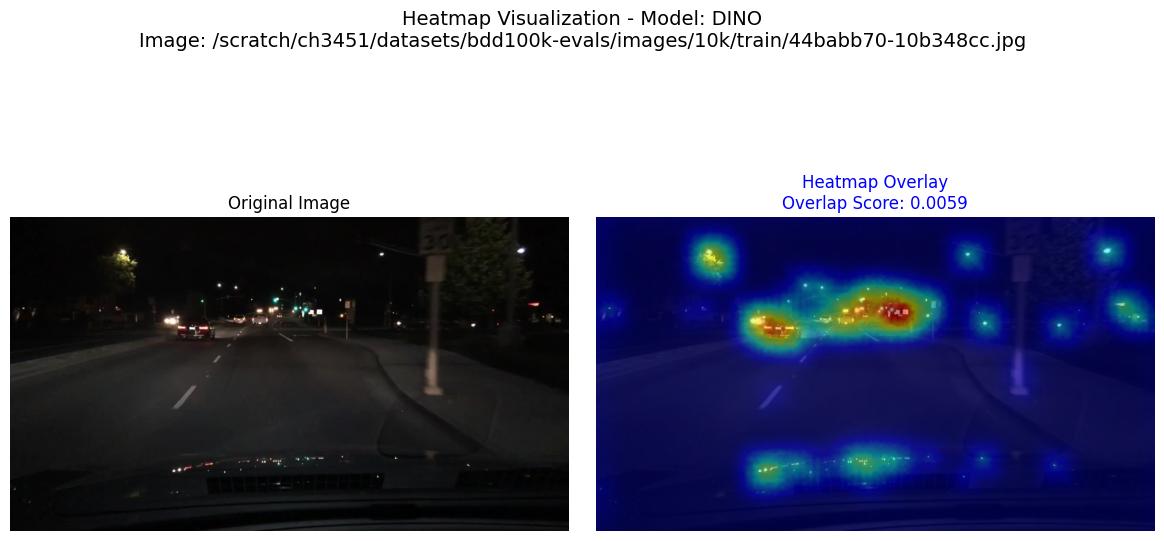 Heatmap Visualization - Model: DINO
Image: /scratch/ch3451/datasets/bdd100k-evals/images/10k/train/44babb70-10b348cc.jpg
Original Image
Heatmap Overlay
Overlap Score: 0.0059
30